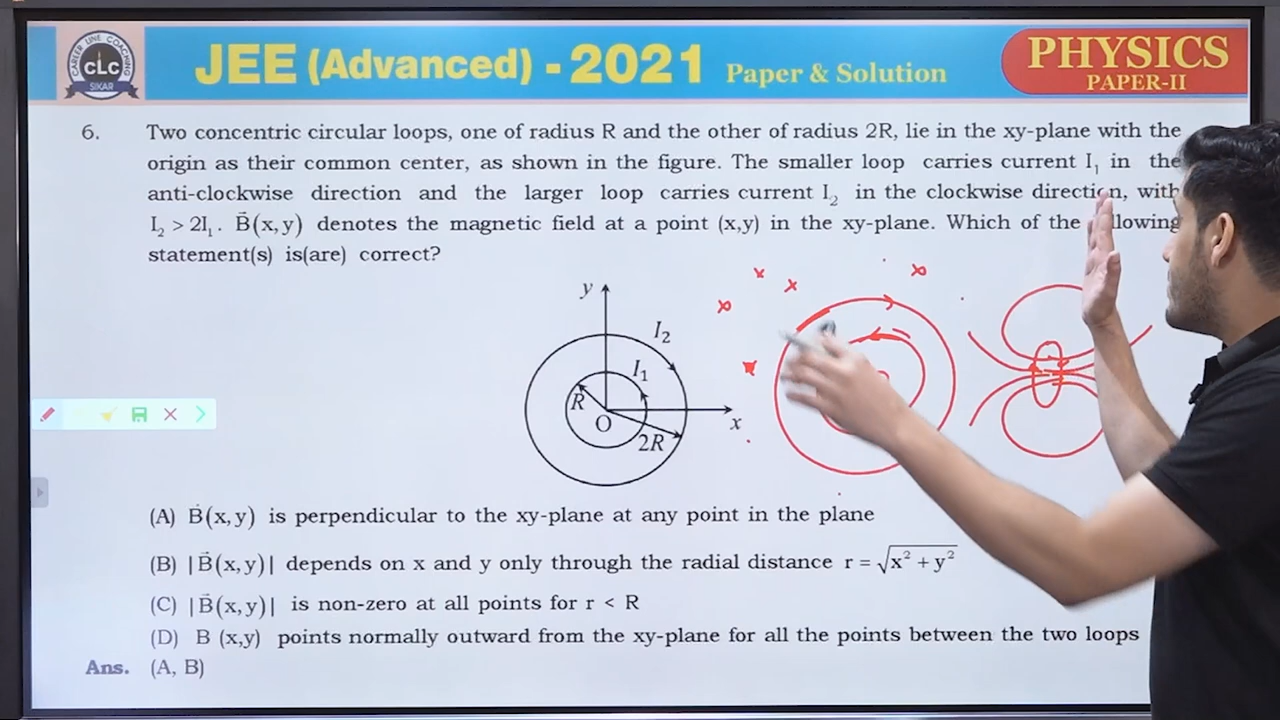 CAREER LINE COACHING
CLC
SIKAR
JEE (Advanced) - 2021 Paper & Solution
PHYSICS
PAPER-II
6. Two concentric circular loops, one of radius R and the other of radius 2R, lie in the xy-plane with the
origin as their common center, as shown in the figure. The smaller loop carries current I₁ in the
anti-clockwise direction and the larger loop carries current I₂ in the clockwise direction, with
I₂ > 2I₁. B⃗(x,y) denotes the magnetic field at a point (x,y) in the xy-plane. Which of the
statement(s) is(are) correct?
y
I₂
I₁
R
O
2R
x
(A) B⃗(x,y) is perpendicular to the xy-plane at any point in the plane
(B) |B⃗(x,y)| depends on x and y only through the radial distance r = √x² + y²
(C) |B⃗(x,y)| is non-zero at all points for r < R
(D) B (x,y) points normally outward from the xy-plane for all the points between the two loops
Ans. (A, B)